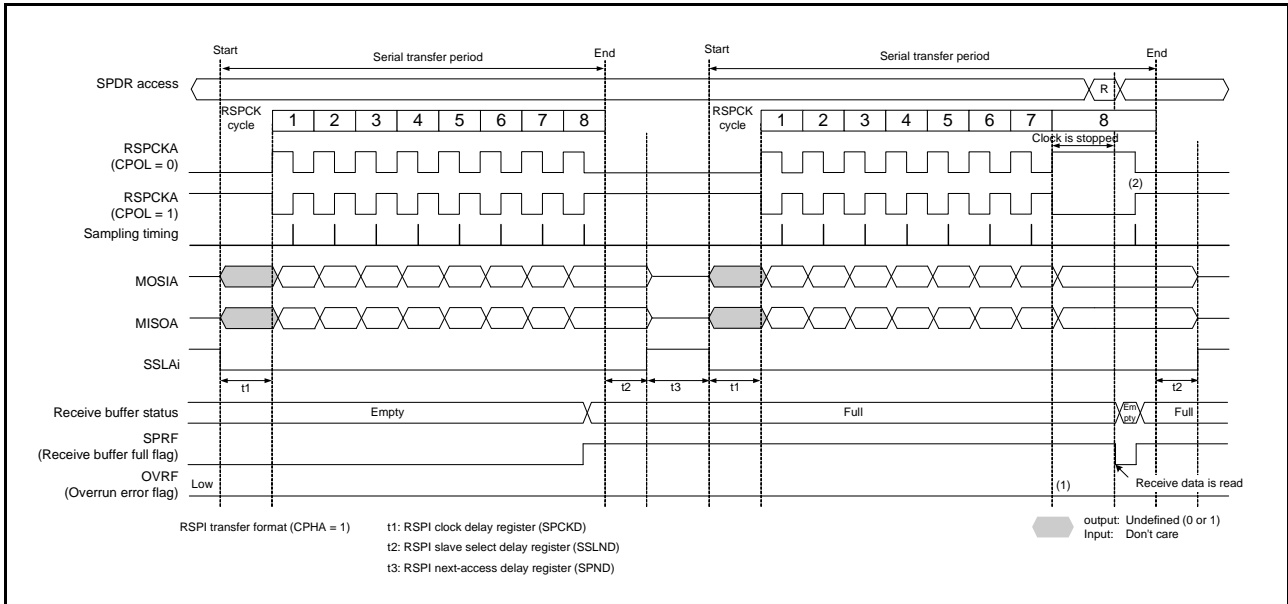 Start
Serial transfer period
End
Start
Serial transfer period
End
SPDR access
R
RSPCK
cycle
1 2 3 4 5 6 7 8
RSPCK
cycle
1 2 3 4 5 6 7 8
Clock is stopped
RSPCKA
(CPOL = 0)
(2)
RSPCKA
(CPOL = 1)
Sampling timing
MOSIA
MISOA
SSLAi
t1
t2
t3
t1
t2
Receive buffer status
Empty
Full
Em
pty
Full
SPRF
(Receive buffer full flag)
OVRF
(Overrun error flag)
Low
(1)
Receive data is read
RSPI transfer format (CPHA = 1)
t1: RSPI clock delay register (SPCKD)
t2: RSPI slave select delay register (SSLND)
t3: RSPI next-access delay register (SPND)
output: Undefined (0 or 1)
Input: Don't care